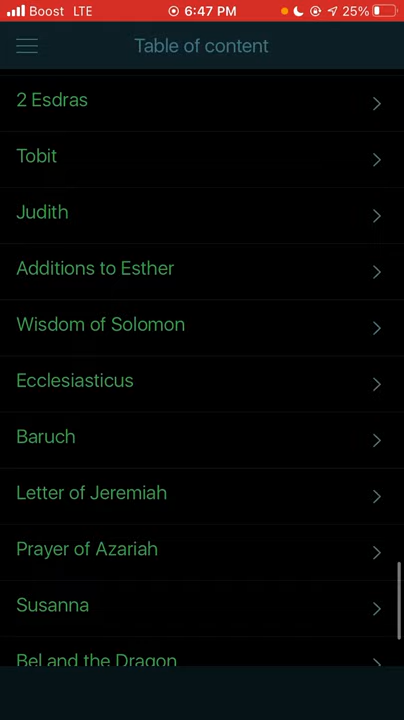 Boost LTE 6:47 PM 25%
Table of content
2 Esdras
Tobit
Judith
Additions to Esther
Wisdom of Solomon
Ecclesiasticus
Baruch
Letter of Jeremiah
Prayer of Azariah
Susanna
Bel and the Dragon